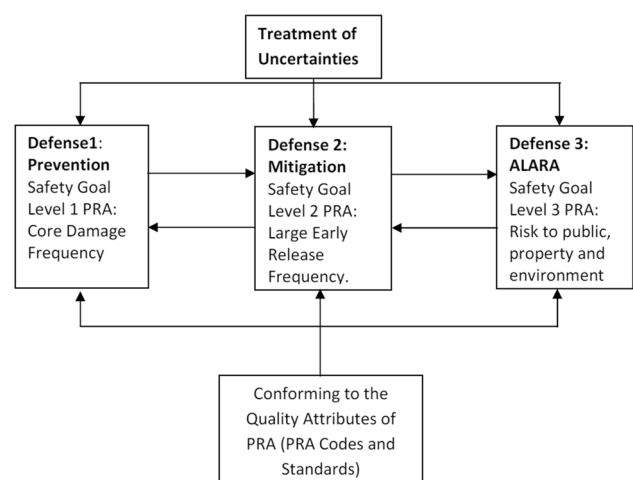 Treatment of
Uncertainties
Defense1:
Prevention
Safety Goal
Level 1 PRA:
Core Damage
Frequency
Defense 2:
Mitigation
Safety Goal
Level 2 PRA:
Large Early
Release
Frequency.
Defense 3:
ALARA
Safety Goal
Level 3 PRA:
Risk to public,
property and
environment
Conforming to the
Quality Attributes of
PRA (PRA Codes and
Standards)